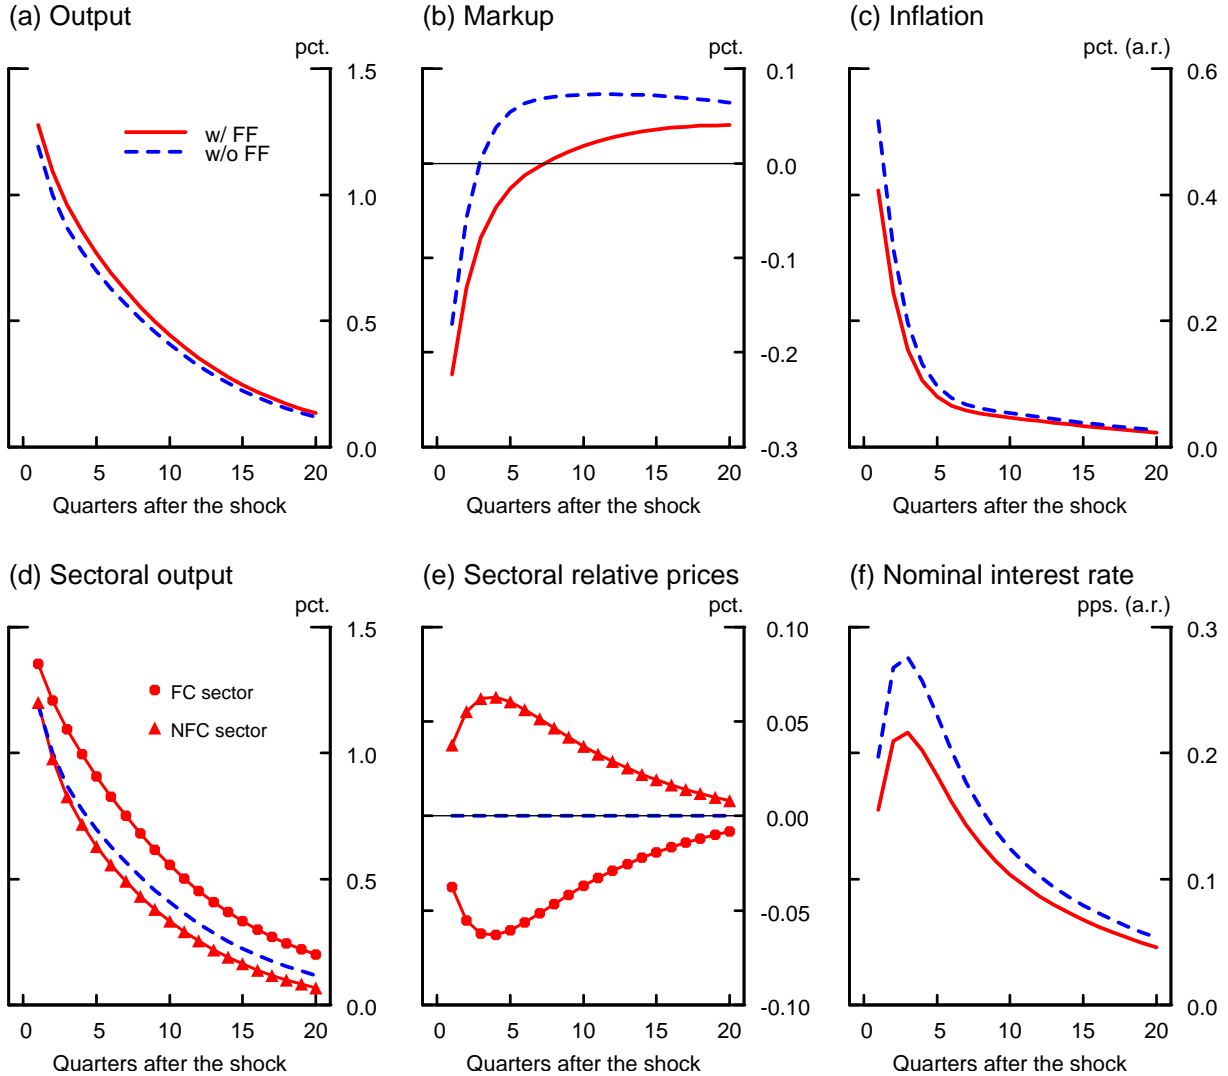 (a) Output
pct.
1.5
1.0
0.5
0.0
w/ FF
w/o FF
0 5 10 15 20
Quarters after the shock
(b) Markup
pct.
0.1
0.0
-0.1
-0.2
-0.3
0 5 10 15 20
Quarters after the shock
(c) Inflation
pct. (a.r.)
0.6
0.4
0.2
0.0
0 5 10 15 20
Quarters after the shock
(d) Sectoral output
pct.
1.5
1.0
0.5
0.0
FC sector
NFC sector
0 5 10 15 20
Quarters after the shock
(e) Sectoral relative prices
pct.
0.10
0.05
0.00
-0.05
-0.10
0 5 10 15 20
Quarters after the shock
(f) Nominal interest rate
pps. (a.r.)
0.3
0.2
0.1
0.0
0 5 10 15 20
Quarters after the shock